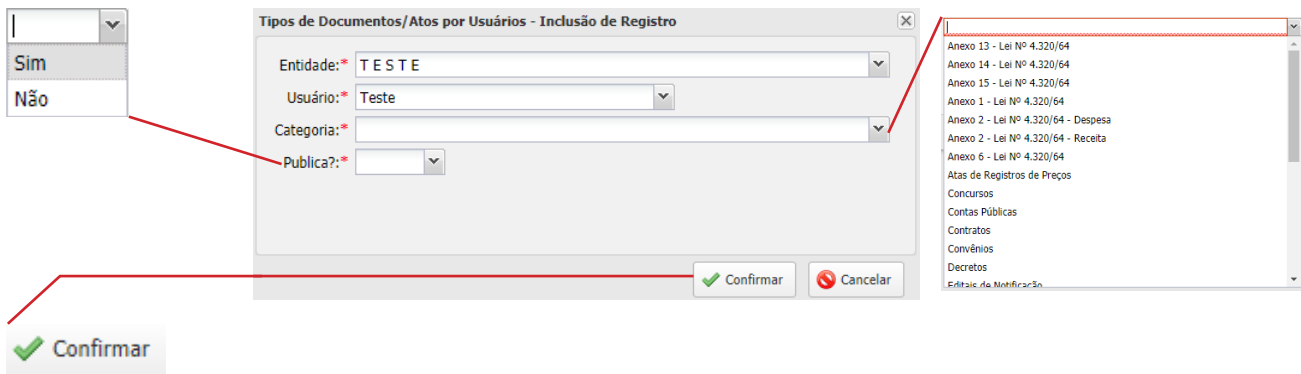 Sim
Não
Tipos de Documentos/Atos por Usuários - Inclusão de Registro
Entidade:* T E S T E
Usuário:* Teste
Categoria:*
Publica?:*
Confirmar
Cancelar
Anexo 13 - Lei Nº 4.320/64
Anexo 14 - Lei Nº 4.320/64
Anexo 15 - Lei Nº 4.320/64
Anexo 1 - Lei Nº 4.320/64
Anexo 2 - Lei Nº 4.320/64 - Despesa
Anexo 2 - Lei Nº 4.320/64 - Receita
Anexo 6 - Lei Nº 4.320/64
Atas de Registros de Preços
Concursos
Contas Públicas
Contratos
Convênios
Decretos
Editais de Notificação
Confirmar